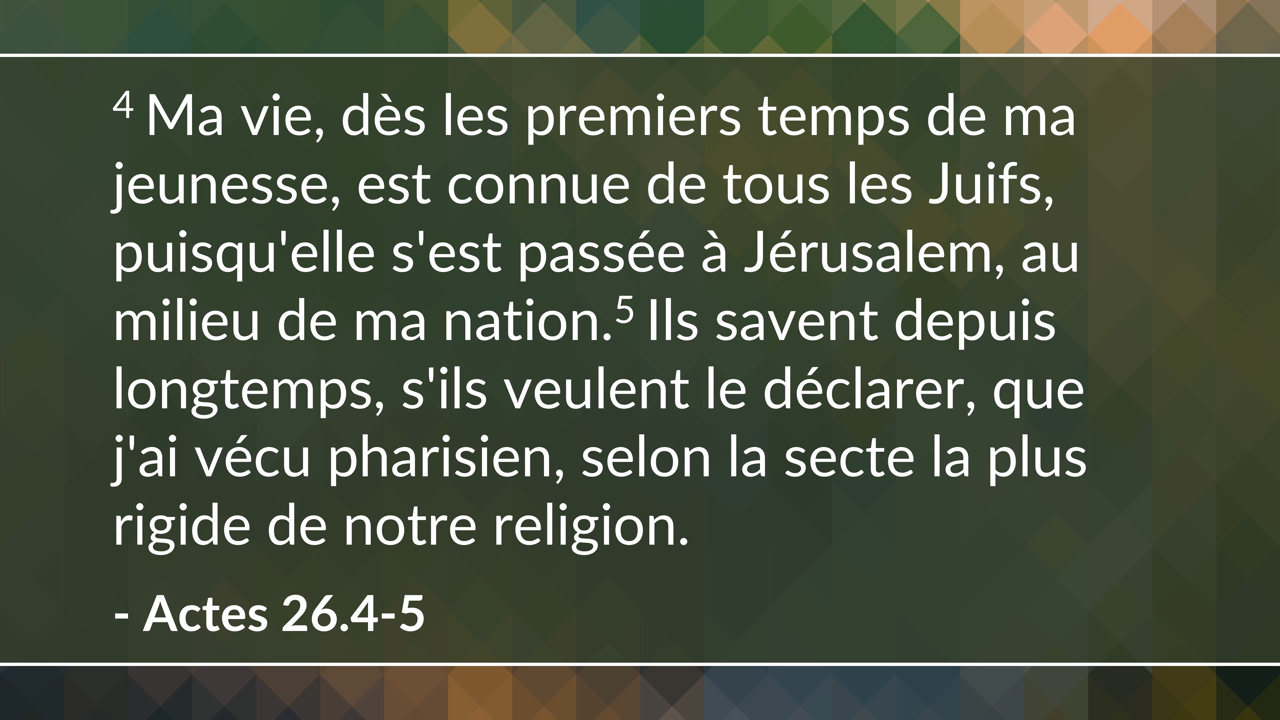 4 Ma vie, dès les premiers temps de ma
jeunesse, est connue de tous les Juifs,
puisqu'elle s'est passée à Jérusalem, au
milieu de ma nation.5 Ils savent depuis
longtemps, s'ils veulent le déclarer, que
j'ai vécu pharisien, selon la secte la plus
rigide de notre religion.
- Actes 26.4-5